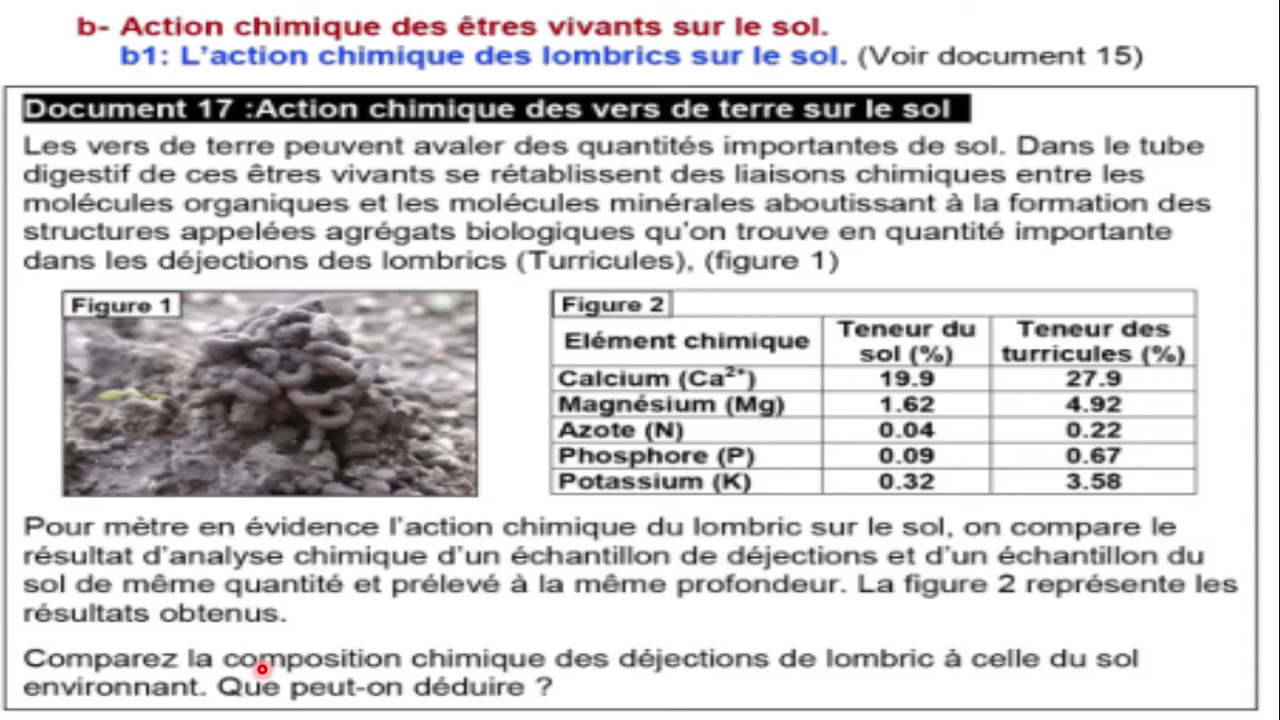 b- Action chimique des êtres vivants sur le sol.
b1: L'action chimique des lombrics sur le sol. (Voir document 15)
Document 17 :Action chimique des vers de terre sur le sol
Les vers de terre peuvent avaler des quantités importantes de sol. Dans le tube
digestif de ces êtres vivants se rétablissent des liaisons chimiques entre les
molécules organiques et les molécules minérales aboutissant à la formation des
structures appelées agrégats biologiques qu'on trouve en quantité importante
dans les déjections des lombrics (Turricules), (figure 1)
Figure 1
Figure 2
Elément chimique Teneur du sol (%) Teneur des turricules (%)
Calcium (Ca²⁺) 19.9 27.9
Magnésium (Mg) 1.62 4.92
Azote (N) 0.04 0.22
Phosphore (P) 0.09 0.67
Potassium (K) 0.32 3.58
Pour mètre en évidence l'action chimique du lombric sur le sol, on compare le
résultat d'analyse chimique d'un échantillon de déjections et d'un échantillon du
sol de même quantité et prélevé à la même profondeur. La figure 2 représente les
résultats obtenus.
Comparez la composition chimique des déjections de lombric à celle du sol
environnant. Que peut-on déduire ?